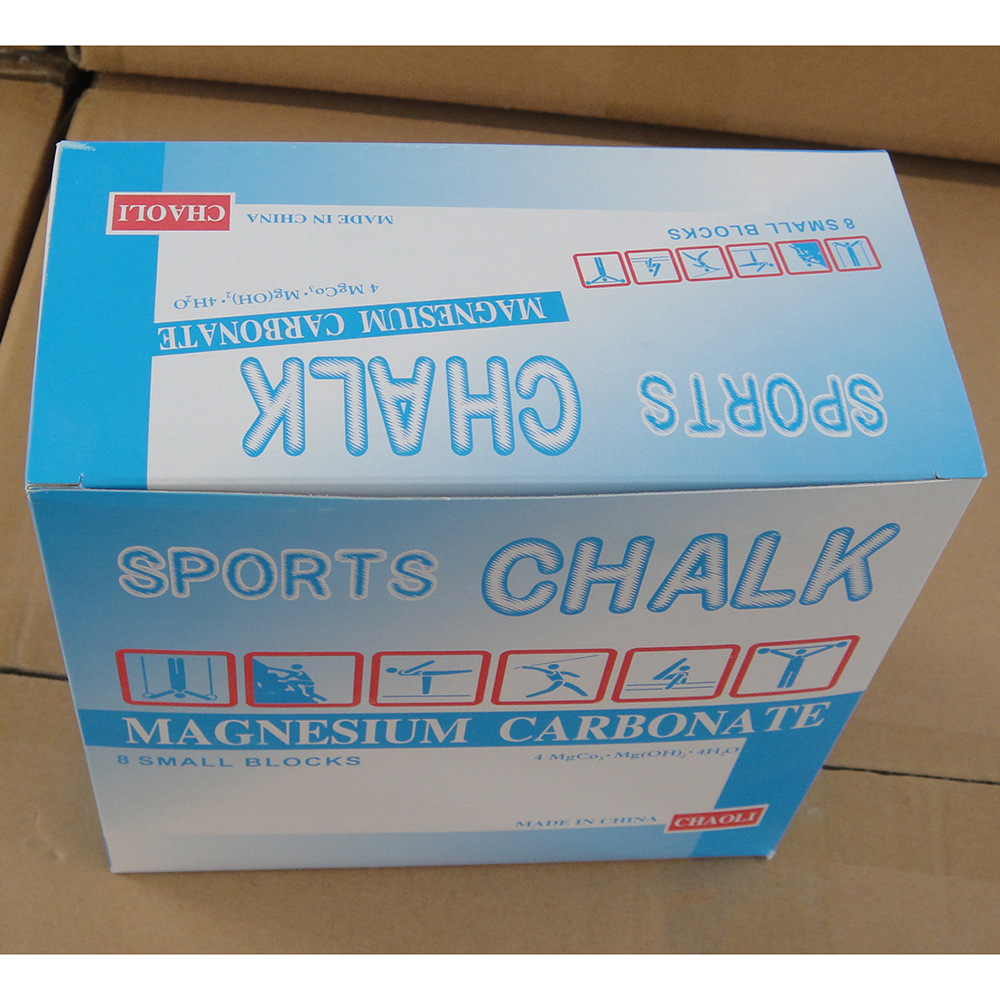 CHAOLI
MADE IN CHINA
8 SMALL BLOCKS
4 MgCo₃·Mg(OH)₂·4H₂O
MAGNESIUM CARBONATE
SPORTS CHALK
SPORTS CHALK
MAGNESIUM CARBONATE
8 SMALL BLOCKS
4 MgCo₃·Mg(OH)₂·4H₂O
MADE IN CHINA CHAOLI